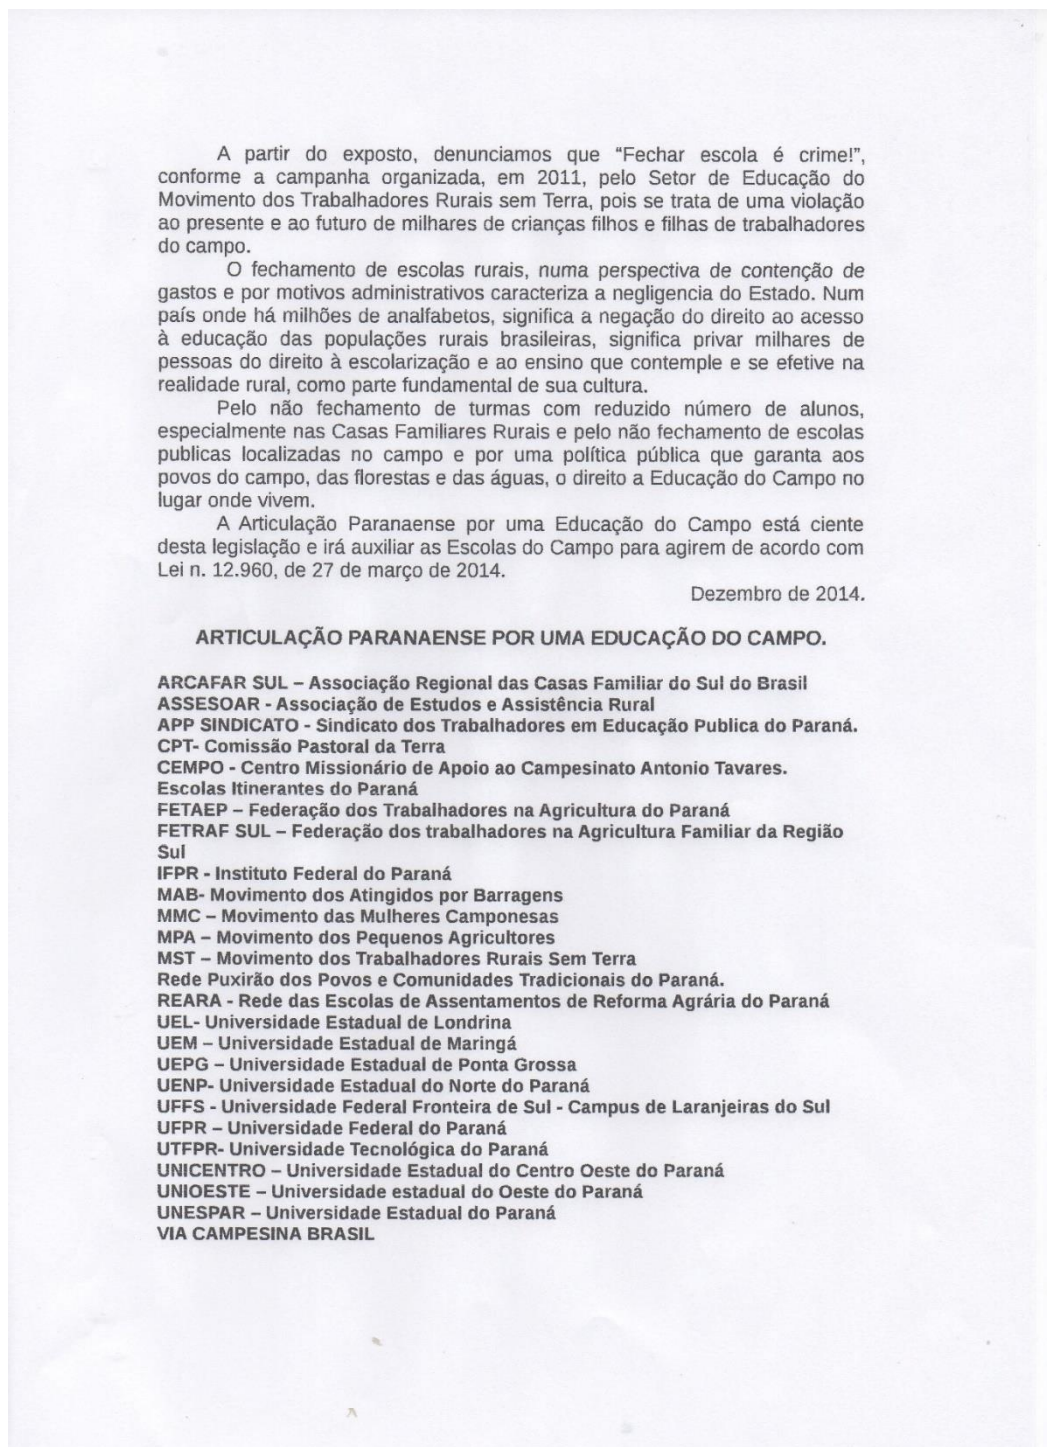 A partir do exposto, denunciamos que “Fechar escola é crime!”,
conforme a campanha organizada, em 2011, pelo Setor de Educação do
Movimento dos Trabalhadores Rurais sem Terra, pois se trata de uma violação
ao presente e ao futuro de milhares de crianças filhos e filhas de trabalhadores
do campo.
O fechamento de escolas rurais, numa perspectiva de contenção de
gastos e por motivos administrativos caracteriza a negligencia do Estado. Num
país onde há milhões de analfabetos, significa a negação do direito ao acesso
à educação das populações rurais brasileiras, significa privar milhares de
pessoas do direito à escolarização e ao ensino que contemple e se efetive na
realidade rural, como parte fundamental de sua cultura.
Pelo não fechamento de turmas com reduzido número de alunos,
especialmente nas Casas Familiares Rurais e pelo não fechamento de escolas
publicas localizadas no campo e por uma política pública que garanta aos
povos do campo, das florestas e das águas, o direito a Educação do Campo no
lugar onde vivem.
A Articulação Paranaense por uma Educação do Campo está ciente
desta legislação e irá auxiliar as Escolas do Campo para agirem de acordo com
Lei n. 12.960, de 27 de março de 2014.
Dezembro de 2014.
ARTICULAÇÃO PARANAENSE POR UMA EDUCAÇÃO DO CAMPO.
ARCAFAR SUL – Associação Regional das Casas Familiar do Sul do Brasil
ASSESOAR - Associação de Estudos e Assistência Rural
APP SINDICATO - Sindicato dos Trabalhadores em Educação Publica do Paraná.
CPT- Comissão Pastoral da Terra
CEMPO - Centro Missionário de Apoio ao Campesinato Antonio Tavares.
Escolas Itinerantes do Paraná
FETAEP – Federação dos Trabalhadores na Agricultura do Paraná
FETRAF SUL – Federação dos trabalhadores na Agricultura Familiar da Região
Sul
IFPR - Instituto Federal do Paraná
MAB- Movimento dos Atingidos por Barragens
MMC – Movimento das Mulheres Camponesas
MPA – Movimento dos Pequenos Agricultores
MST – Movimento dos Trabalhadores Rurais Sem Terra
Rede Puxirão dos Povos e Comunidades Tradicionais do Paraná.
REARA - Rede das Escolas de Assentamentos de Reforma Agrária do Paraná
UEL- Universidade Estadual de Londrina
UEM – Universidade Estadual de Maringá
UEPG – Universidade Estadual de Ponta Grossa
UENP- Universidade Estadual do Norte do Paraná
UFFS - Universidade Federal Fronteira de Sul - Campus de Laranjeiras do Sul
UFPR – Universidade Federal do Paraná
UTFPR- Universidade Tecnológica do Paraná
UNICENTRO – Universidade Estadual do Centro Oeste do Paraná
UNIOESTE – Universidade estadual do Oeste do Paraná
UNESPAR – Universidade Estadual do Paraná
VIA CAMPESINA BRASIL